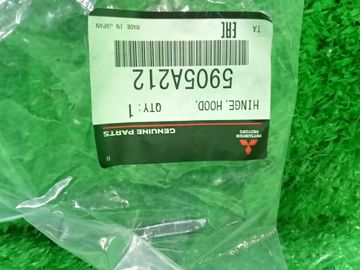 MITSUBISHI
MOTORS
GENUINE PARTS
R
HINGE, HOOD.
QTY: 1
5905A212
TA EAC MADE IN JAPAN